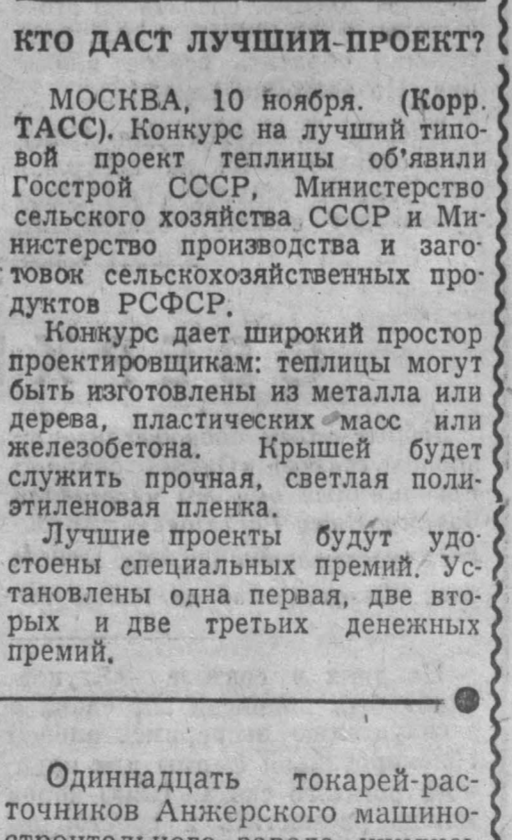 КТО ДАСТ ЛУЧШИЙ ПРОЕКТ?
МОСКВА, 10 ноября. (Корр.
ТАСС). Конкурс на лучший типо-
вой проект теплицы об’явили
Госстрой СССР, Министерство
сельского хозяйства СССР и Ми-
нистерство производства и заго-
товок сельскохозяйственных про-
дуктов РСФСР.
Конкурс дает широкий простор
проектировщикам: теплицы могут
быть изготовлены из металла или
дерева, пластических масс или
железобетона. Крышей будет
служить прочная, светлая поли-
этиленовая пленка.
Лучшие проекты будут удо-
стоены специальных премий. Ус-
тановлены одна первая, две вто-
рых и две третьих денежных
премий.
Одиннадцать токарей-рас-
точников Анжерского машино-